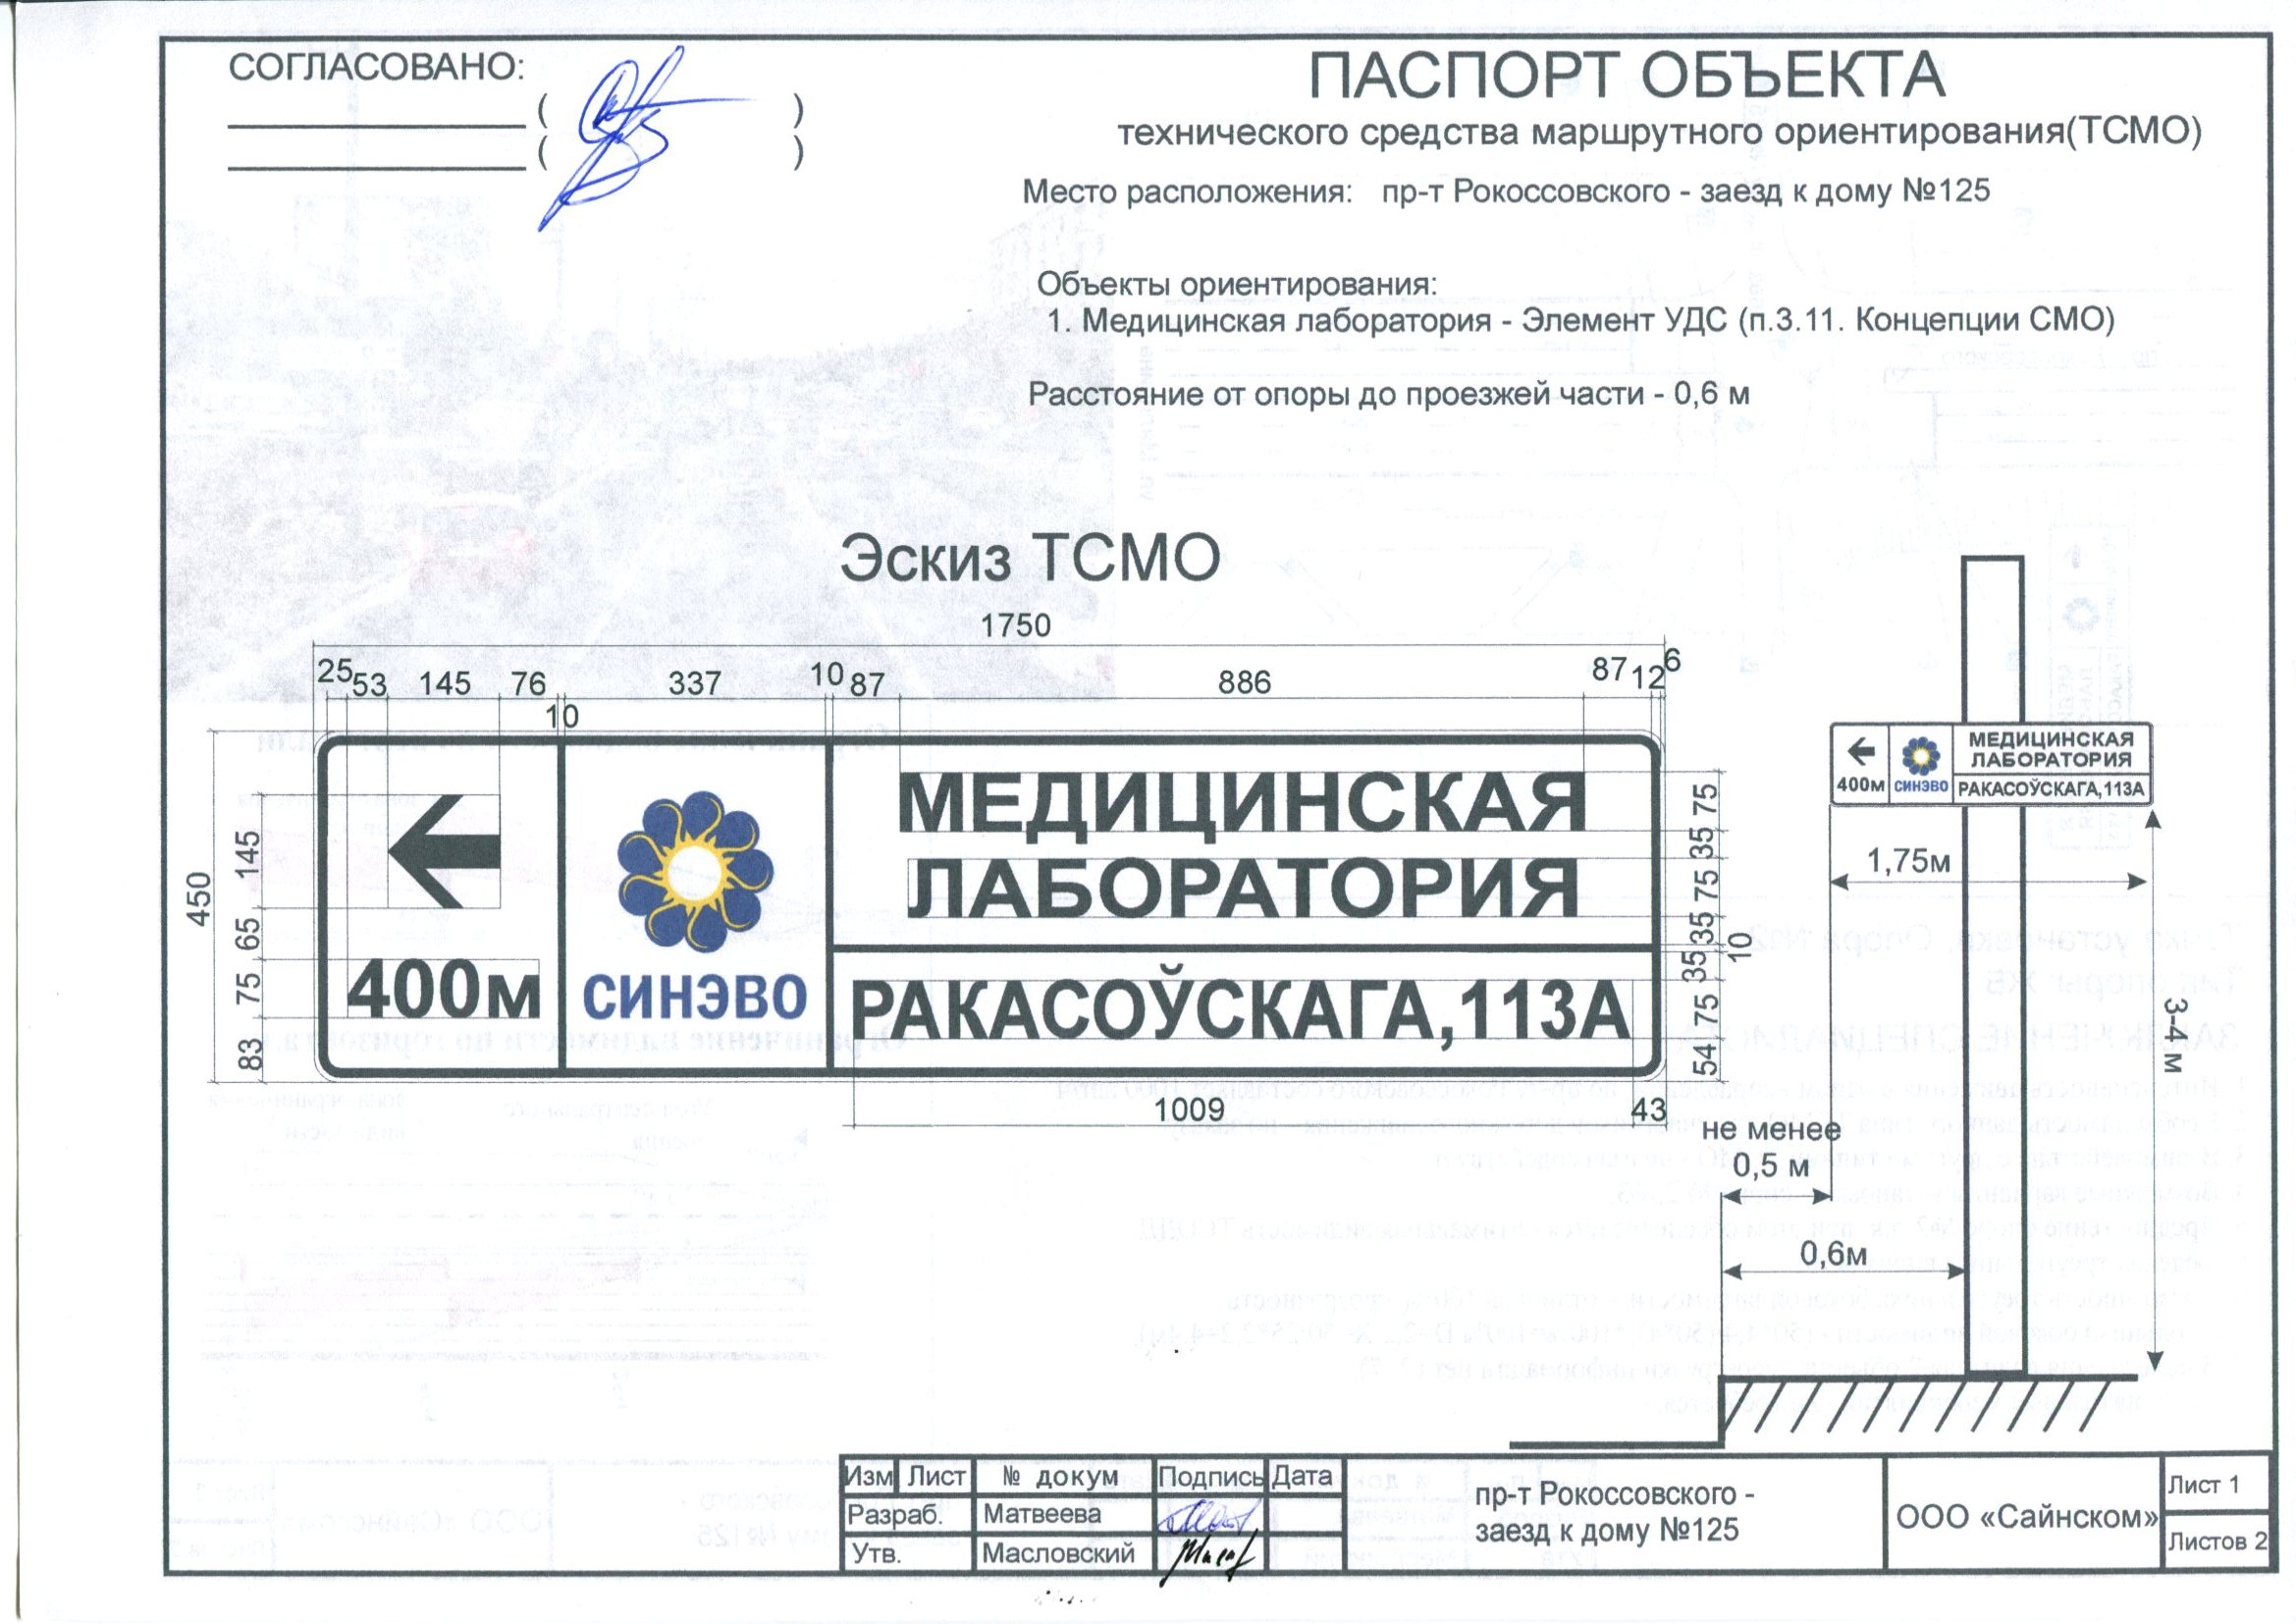 СОГЛАСОВАНО:
( )
( )
ПАСПОРТ ОБЪЕКТА
технического средства маршрутного ориентирования(ТСМО)
Место расположения: пр-т Рокоссовского - заезд к дому №125
Объекты ориентирования:
1. Медицинская лаборатория - Элемент УДС (п.3.11. Концепции СМО)
Расстояние от опоры до проезжей части - 0,6 м
Эскиз ТСМО
1750
25 53 145 76 10 337 10 87 886 87 12 6
450
145
65
75
83
400м
СИНЭВО
МЕДИЦИНСКАЯ
ЛАБОРАТОРИЯ
РАКАСОЎСКАГА,113А
75
35
75
35
10
35
75
54
1009
43
400м
СИНЭВО
МЕДИЦИНСКАЯ
ЛАБОРАТОРИЯ
РАКАСОЎСКАГА,113А
1,75м
3-4 м
не менее
0,5 м
0,6м
Изм Лист № докум Подпись Дата
Разраб. Матвеева
Утв. Масловский
пр-т Рокоссовского -
заезд к дому №125
ООО «Сайнском»
Лист 1
Листов 2